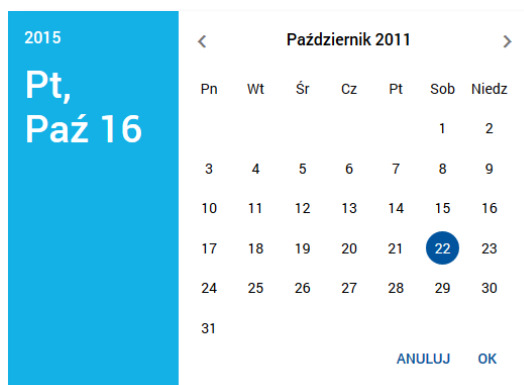 2015
Pt,
Paź 16
Październik 2011
Pn Wt Śr Cz Pt Sob Niedz
1 2
3 4 5 6 7 8 9
10 11 12 13 14 15 16
17 18 19 20 21 22 23
24 25 26 27 28 29 30
31
ANULUJ OK